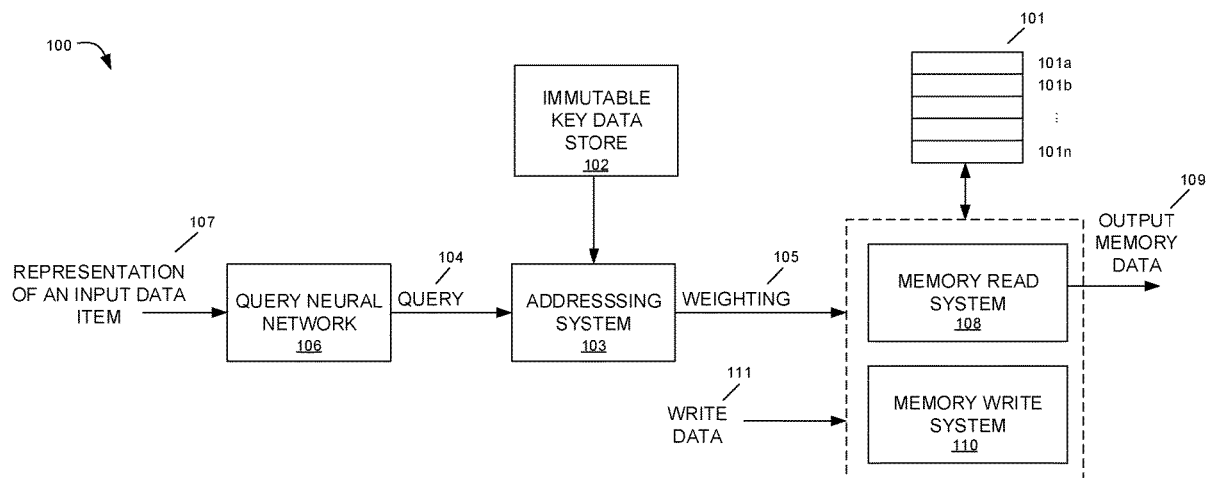 100
101
101a
101b
⋮
101n
IMMUTABLE
KEY DATA
STORE
102
107
REPRESENTATION
OF AN INPUT DATA
ITEM
QUERY NEURAL
NETWORK
106
104
QUERY
ADDRESSSING
SYSTEM
103
105
WEIGHTING
MEMORY READ
SYSTEM
108
109
OUTPUT
MEMORY
DATA
111
WRITE
DATA
MEMORY WRITE
SYSTEM
110